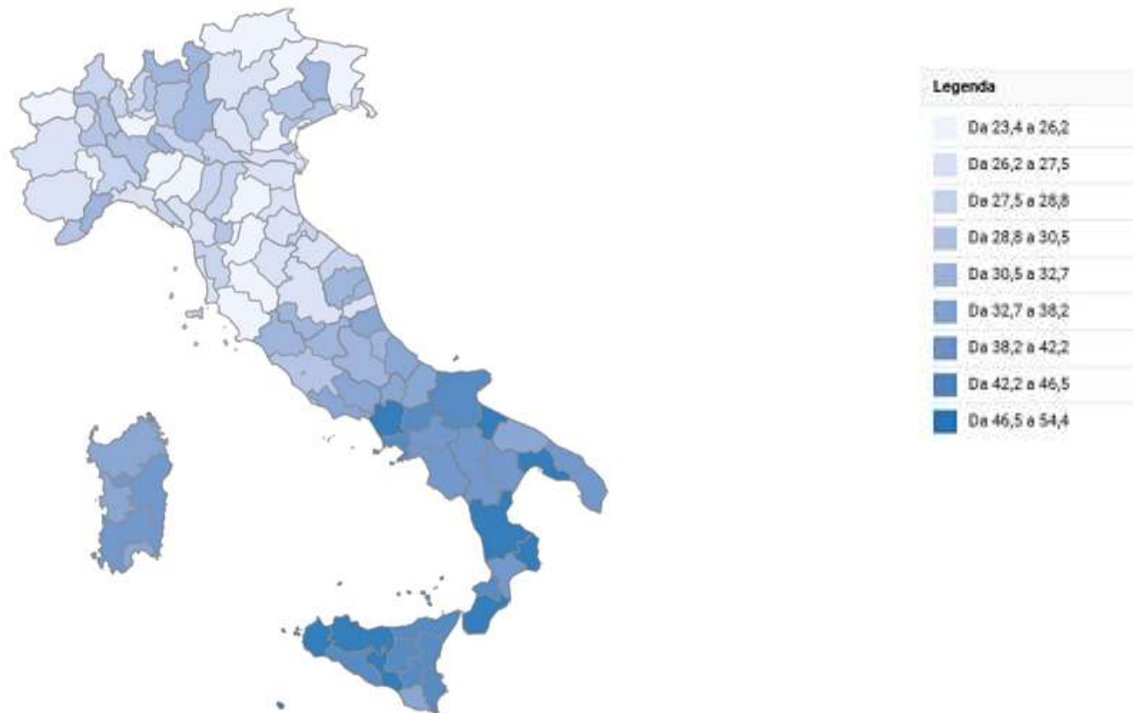 Legenda
Da 23,4 a 26,2
Da 26,2 a 27,5
Da 27,5 a 28,8
Da 28,8 a 30,5
Da 30,5 a 32,7
Da 32,7 a 38,2
Da 38,2 a 42,2
Da 42,2 a 46,5
Da 46,5 a 54,4